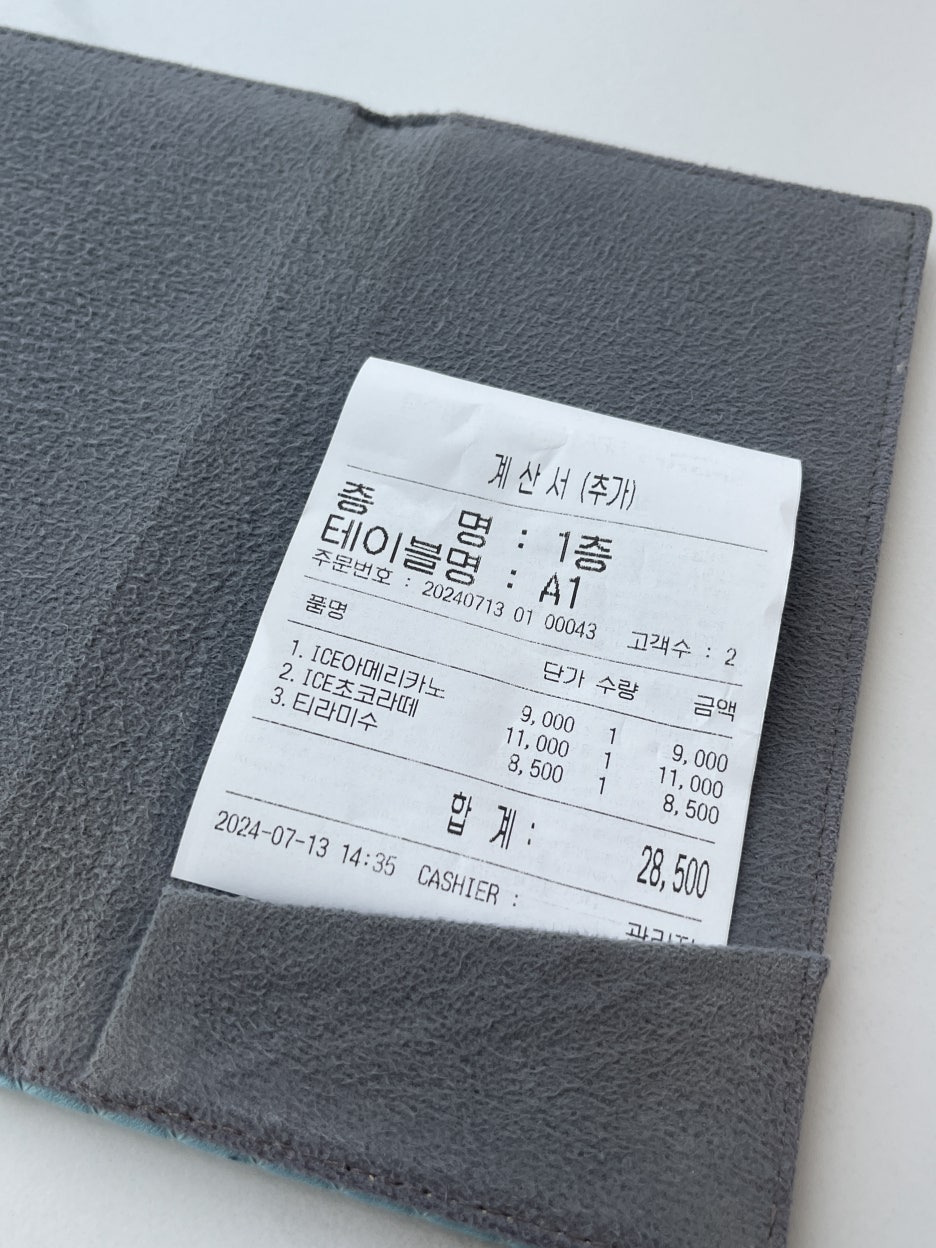 계산서 (추가)
층 명 : 1층
테이블명 : A1
주문번호 : 20240713 01 00043 고객수 : 2
품명 단가 수량 금액
1. ICE아메리카노 9,000 1 9,000
2. ICE초코라떼 11,000 1 11,000
3. 티라미수 8,500 1 8,500
합 계 : 28,500
2024-07-13 14:35 CASHIER :